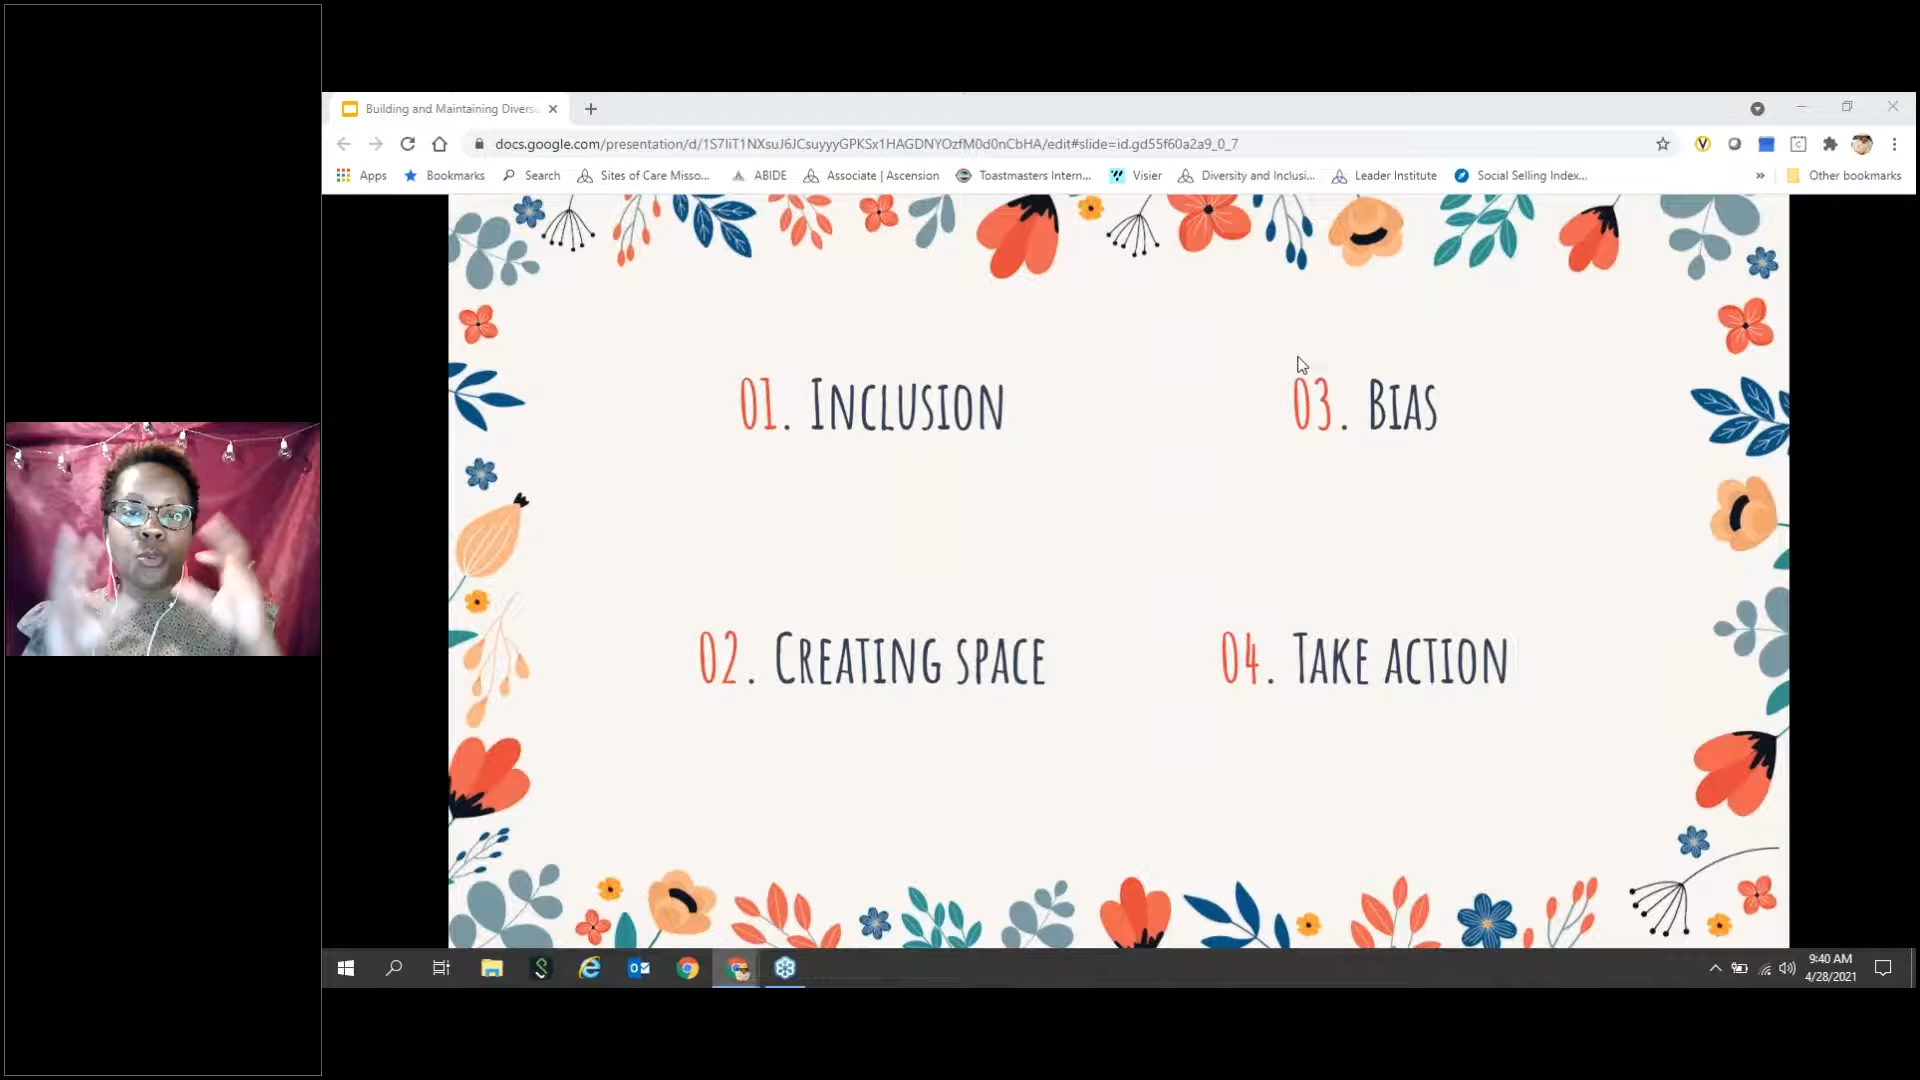 Building and Maintaining Divers
docs.google.com/presentation/d/1S7IiT1NXsuJ6JCsuyyyGPKSx1HAGDNYOzfM0d0nCbHA/edit#slide=id.gd55f60a2a9_0_7
Apps Bookmarks Search Sites of Care Misso... ABIDE Associate | Ascension Toastmasters Intern... Visier Diversity and Inclusi... Leader Institute Social Selling Index... » Other bookmarks
01. Inclusion
03. Bias
02. Creating space
04. Take action
9:40 AM
4/28/2021